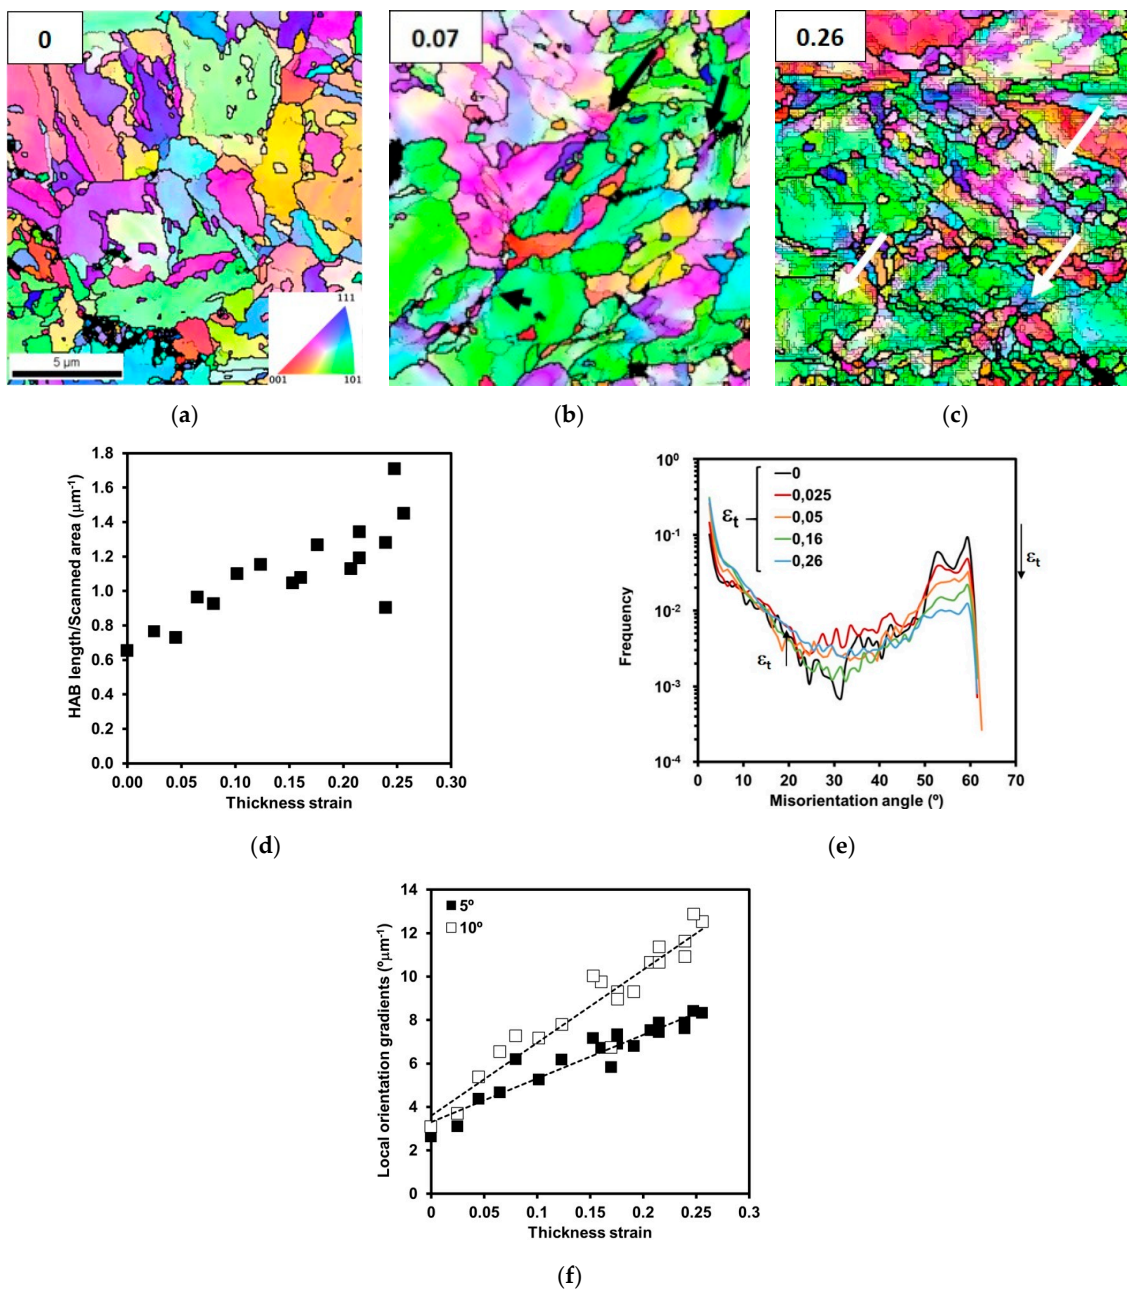 0
0.07
0.26
111
5 µm
001
101
(a)
(b)
(c)
1.8
1.6
1.4
1.2
1.0
0.8
0.6
0.4
0.2
0.0
HAB length/Scanned area (µm⁻¹)
0.00 0.05 0.10 0.15 0.20 0.25 0.30
Thickness strain
(d)
10⁰
10⁻¹
10⁻²
10⁻³
10⁻⁴
Frequency
εt
0
0,025
0,05
0,16
0,26
εt
εt
0 10 20 30 40 50 60 70
Misorientation angle (º)
(e)
14
12
10
8
6
4
2
0
Local orientation gradients (ºµm⁻¹)
5º
10º
0 0.05 0.1 0.15 0.2 0.25 0.3
Thickness strain
(f)